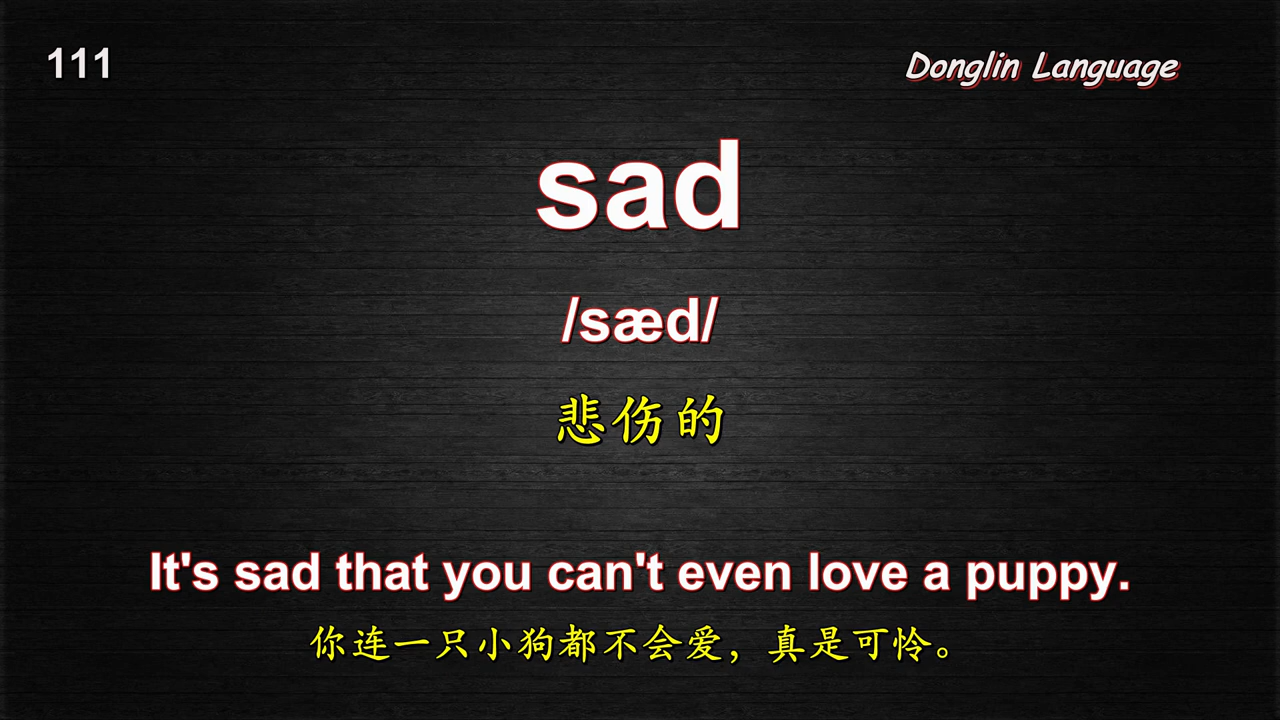 111
Donglin Language
sad
/sæd/
悲伤的
It's sad that you can't even love a puppy.
你连一只小狗都不会爱，真是可怜。